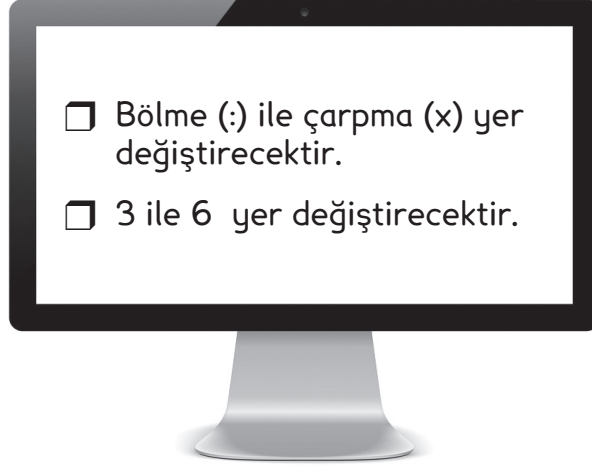 ❒ Bölme (:) ile çarpma (x) yer
değiştirecektir.
❒ 3 ile 6 yer değiştirecektir.